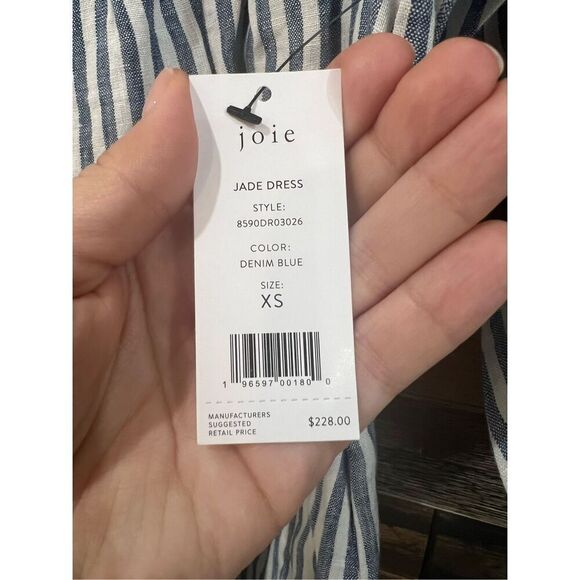 joie
JADE DRESS
STYLE:
8590DR03026
COLOR:
DENIM BLUE
SIZE:
XS
1 96597 00180 0
MANUFACTURERS
SUGGESTED
RETAIL PRICE
$228.00